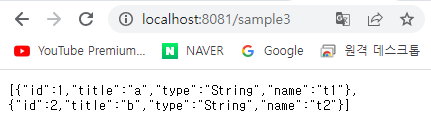 localhost:8081/sample3
YouTube Premium... N NAVER G Google 원격 데스크톱
[{"id":1,"title":"a","type":"String","name":"t1"},
{"id":2,"title":"b","type":"String","name":"t2"}]